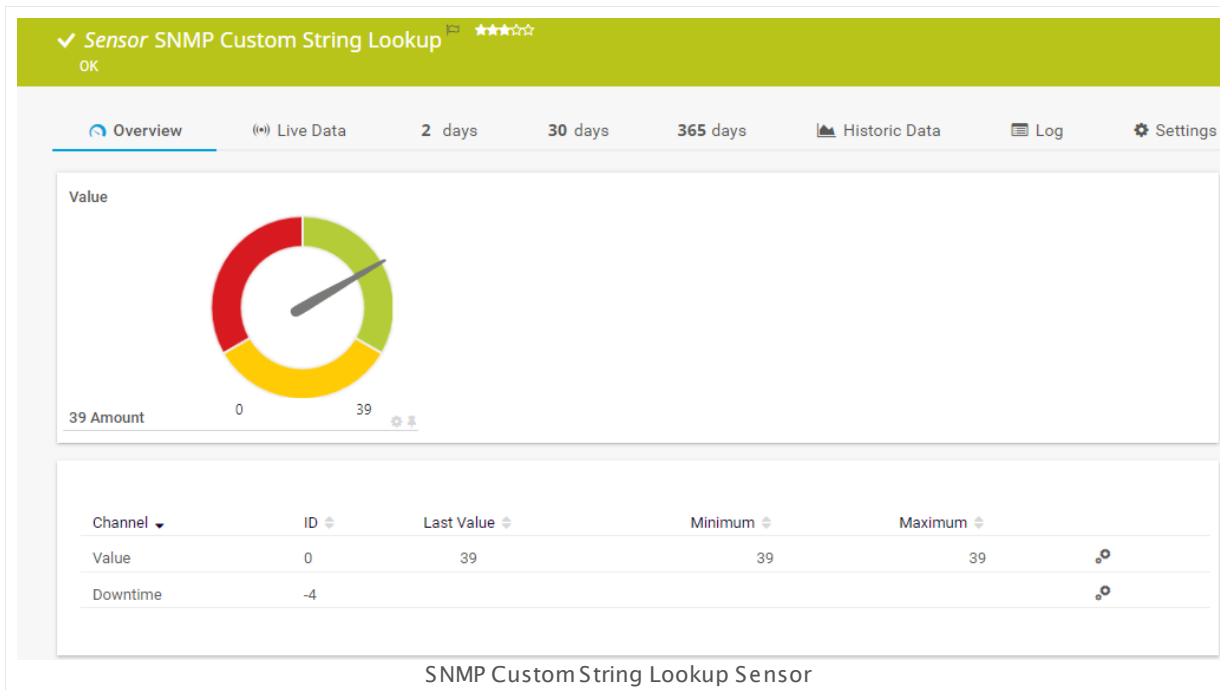 Sensor SNMP Custom String Lookup
OK
Overview Live Data 2 days 30 days 365 days Historic Data Log Settings
Value
0 39
39 Amount
Channel ID Last Value Minimum Maximum
Value 0 39 39 39
Downtime -4
SNMP Custom String Lookup Sensor